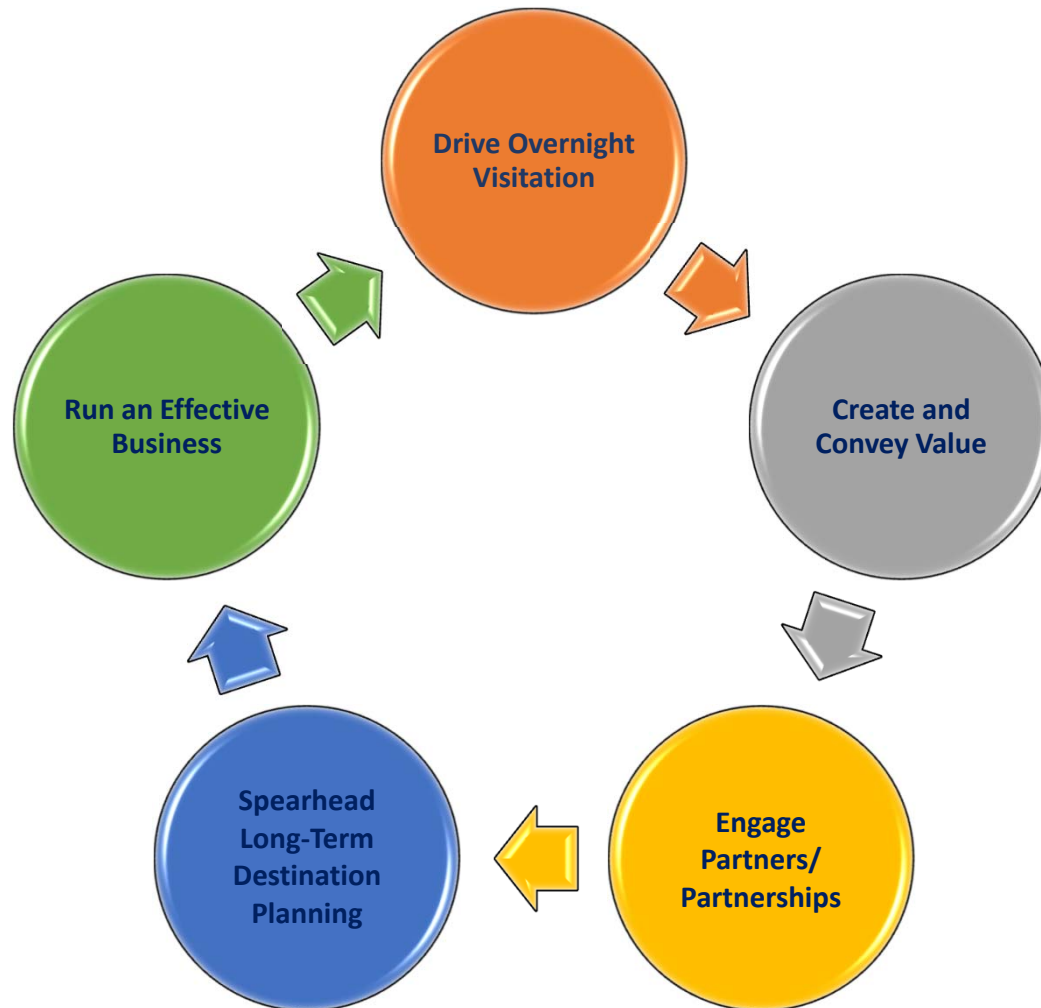 Drive Overnight
Visitation
Create and
Convey Value
Engage
Partners/
Partnerships
Spearhead
Long-Term
Destination
Planning
Run an Effective
Business